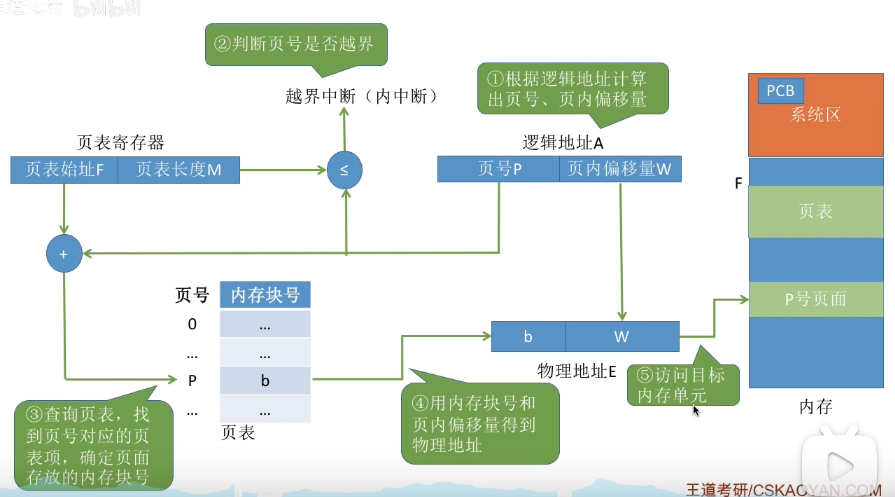 bilibili
②判断页号是否越界
越界中断（内中断）
①根据逻辑地址计算
出页号、页内偏移量
PCB
系统区
页表寄存器
逻辑地址A
页表始址F
页表长度M
≤
页号P
页内偏移量W
F
页表
+
页号
内存块号
0
...
...
...
P
b
...
...
P号页面
b
W
物理地址E
⑤访问目标
内存单元
内存
③查询页表，找
到页号对应的页
表项，确定页面
存放的内存块号
页表
④用内存块号和
页内偏移量得到
物理地址
王道考研/CSKAOYAN.COM